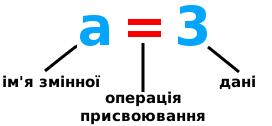 a = 3
ім'я змінної
операція
присвоювання
дані